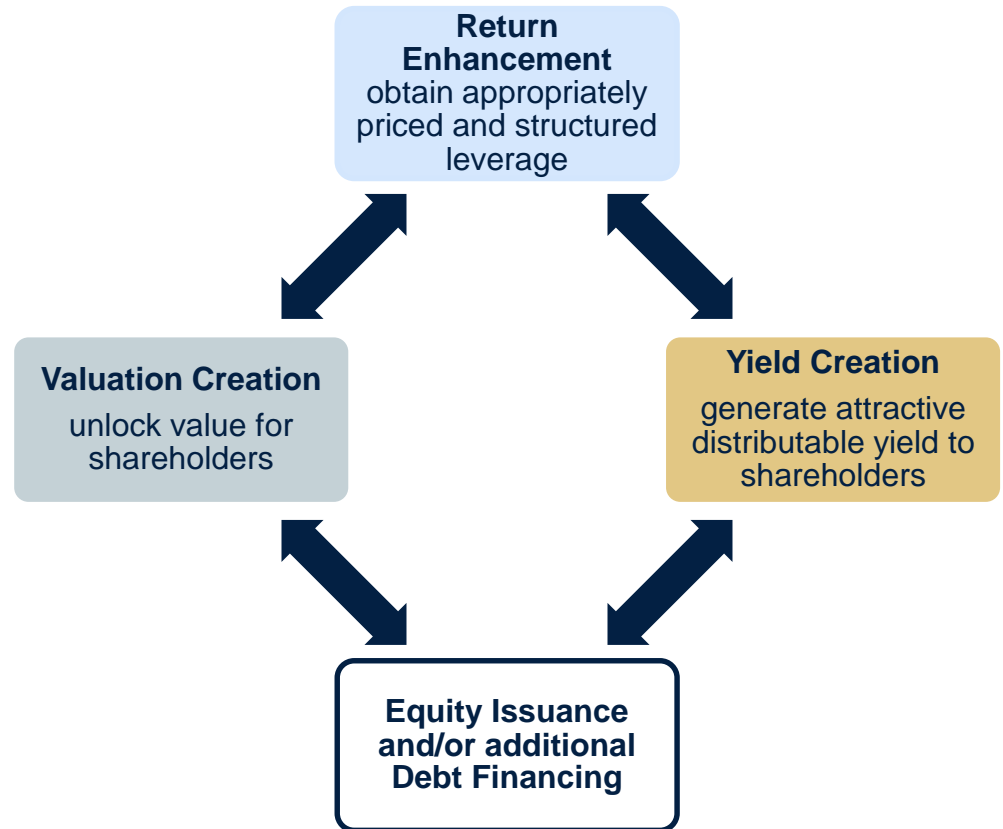 Return
Enhancement
obtain appropriately
priced and structured
leverage
Valuation Creation
unlock value for
shareholders
Yield Creation
generate attractive
distributable yield to
shareholders
Equity Issuance
and/or additional
Debt Financing